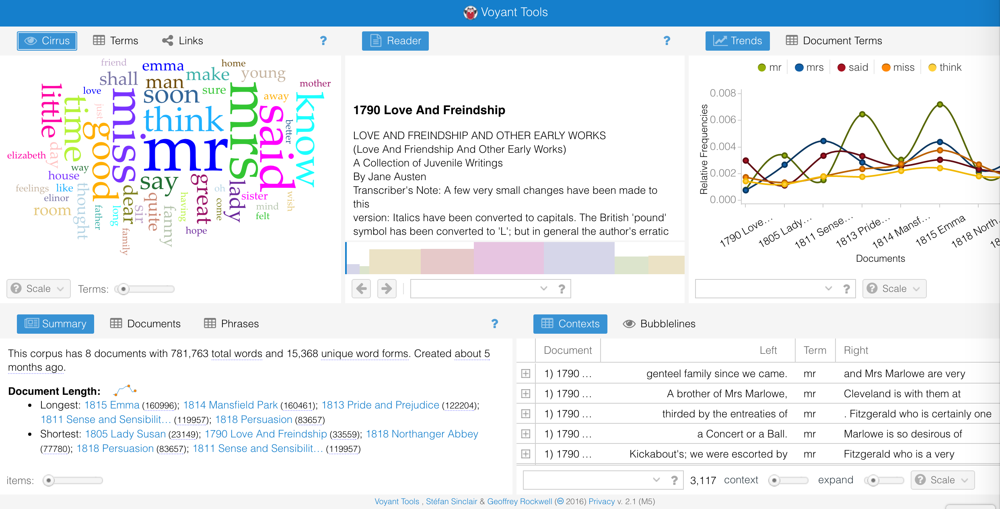 Voyant Tools
Cirrus
Terms
Links
?
Reader
?
Trends
Document Terms
friend
emma
home
shall
man
make
young
love
soon
sure
mother
little
time
just
miss
think
mrs
away
said
better
know
good
mr
elizabeth
day
way
house
say
great
feelings
like
elinor
thought
dear
oh
lady
sister
wish
room
father
long
sir
quite
fanny
having
come
mind
felt
family
hope
Scale
Terms:
1790 Love And Freindship
LOVE AND FREINDSHIP AND OTHER EARLY WORKS
(Love And Friendship And Other Early Works)
A Collection of Juvenile Writings
By Jane Austen
Transcriber's Note: A few very small changes have been made to
this
version: Italics have been converted to capitals. The British 'pound'
symbol has been converted to 'L'; but in general the author's erratic
?
mr
mrs
said
miss
think
Relative Frequencies
0.008
0.006
0.004
0.002
0.000
1790 Love…
1805 Lady…
1811 Sense…
1813 Pride…
1814 Mansf…
1815 Emma
1818 North…
18
Documents
?
Scale
Summary
Documents
Phrases
?
Contexts
Bubblelines
This corpus has 8 documents with 781,763 total words and 15,368 unique word forms. Created about 5
months ago.
Document Length:
• Longest: 1815 Emma (160996); 1814 Mansfield Park (160461); 1813 Pride and Prejudice (122204);
1811 Sense and Sensibilit… (119957); 1818 Persuasion (83657)
• Shortest: 1805 Lady Susan (23149); 1790 Love And Freindship (33559); 1818 Northanger Abbey
(77780); 1818 Persuasion (83657); 1811 Sense and Sensibilit… (119957)
items:
Document Left Term Right
1) 1790 … genteel family since we came. mr and Mrs Marlowe are very
1) 1790 … A brother of Mrs Marlowe, mr Cleveland is with them at
1) 1790 … thirded by the entreaties of mr . Fitzgerald who is certainly one
1) 1790 … a Concert or a Ball. mr Marlowe is so desirous of
1) 1790 … Kickabout's; we were escorted by mr Fitzgerald who is a very
? 3,117 context expand Scale
Voyant Tools , Stéfan Sinclair & Geoffrey Rockwell (cc 2016) Privacy v. 2.1 (M5)